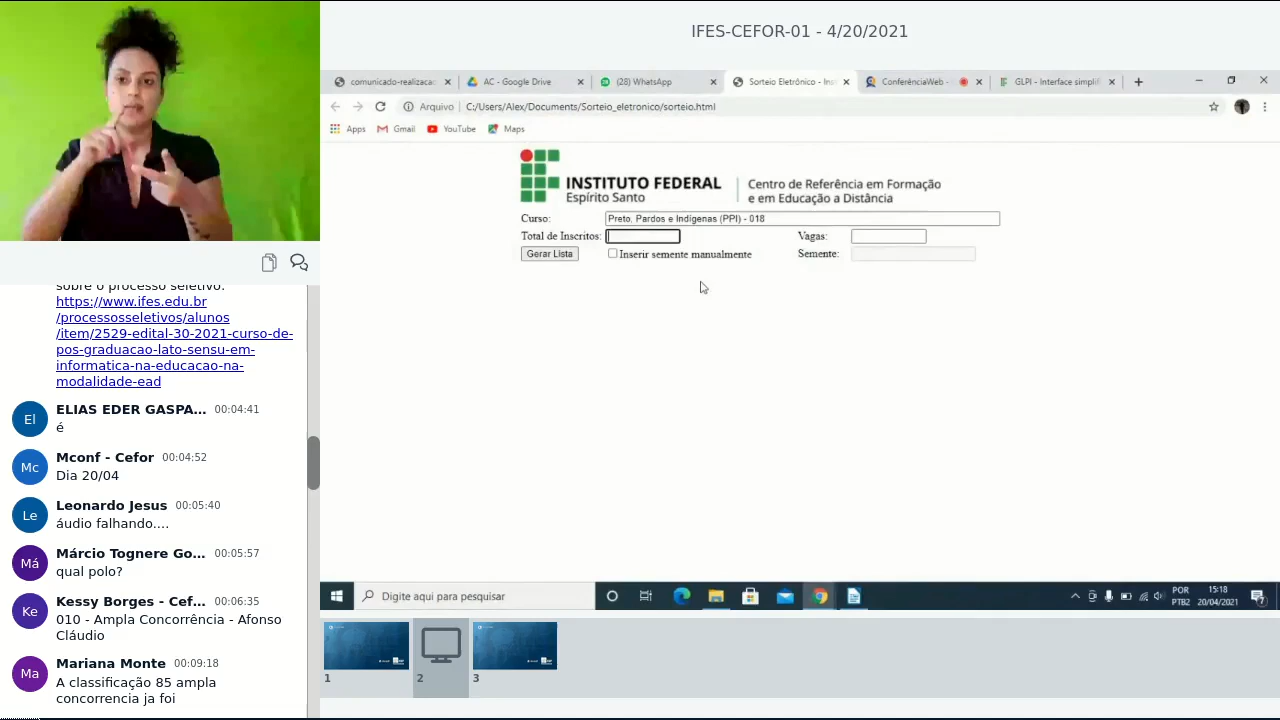 IFES-CEFOR-01 - 4/20/2021
comunicado-realizaca
AC - Google Drive
(28) WhatsApp
Sorteio Eletrônico - Ins
ConferênciaWeb -
GLPI - Interface simplif
Arquivo
C:/Users/Alex/Documents/Sorteio_eletronico/sorteio.html
Apps
Gmail
YouTube
Maps
INSTITUTO FEDERAL
Espírito Santo
Centro de Referência em Formação
e em Educação a Distância
Curso:
Preto, Pardos e Indígenas (PPI) - 018
Total de Inscritos:
Vagas:
Gerar Lista
Inserir semente manualmente
Semente:
sobre o processo seletivo:
https://www.ifes.edu.br
/processosseletivos/alunos
/item/2529-edital-30-2021-curso-de-
pos-graduacao-lato-sensu-em-
informatica-na-educacao-na-
modalidade-ead
El
ELIAS EDER GASPA... 00:04:41
é
Mc
Mconf - Cefor 00:04:52
Dia 20/04
Le
Leonardo Jesus 00:05:40
áudio falhando....
Má
Márcio Tognere Go... 00:05:57
qual polo?
Ke
Kessy Borges - Cef... 00:06:35
010 - Ampla Concorrência - Afonso
Cláudio
Ma
Mariana Monte 00:09:18
A classificação 85 ampla
concorrencia ja foi
Digite aqui para pesquisar
POR
PTB2
15:18
20/04/2021
1
2
3